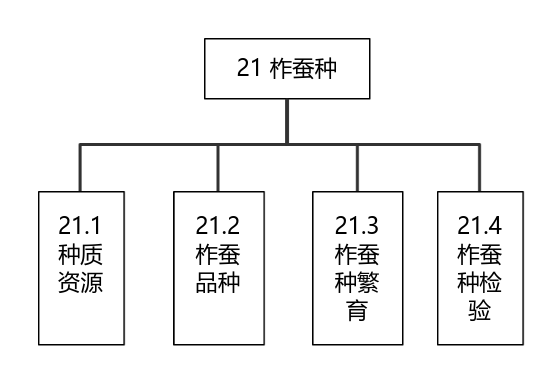 21 柞蚕种
21.1
种质
资源
21.2
柞蚕
品种
21.3
柞蚕
种繁
育
21.4
柞蚕
种检
验